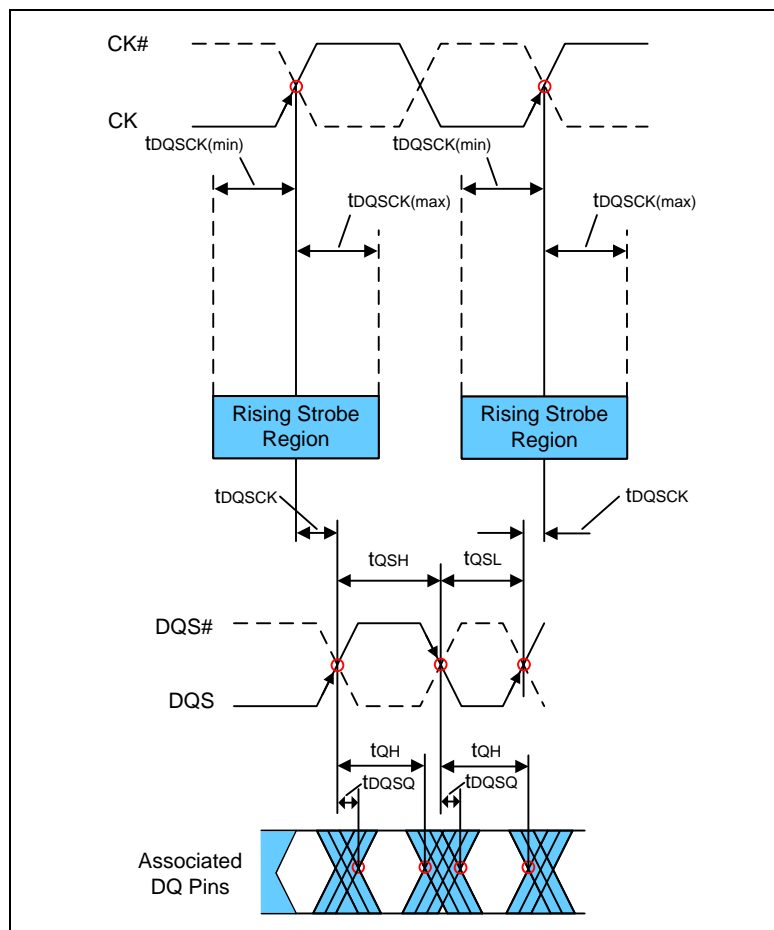 CK#
CK
tDQSCK(min)
tDQSCK(min)
tDQSCK(max)
tDQSCK(max)
Rising Strobe
Region
Rising Strobe
Region
tDQSCK
tDQSCK
tQSH
tQSL
DQS#
DQS
tQH
tQH
tDQSQ
tDQSQ
Associated
DQ Pins